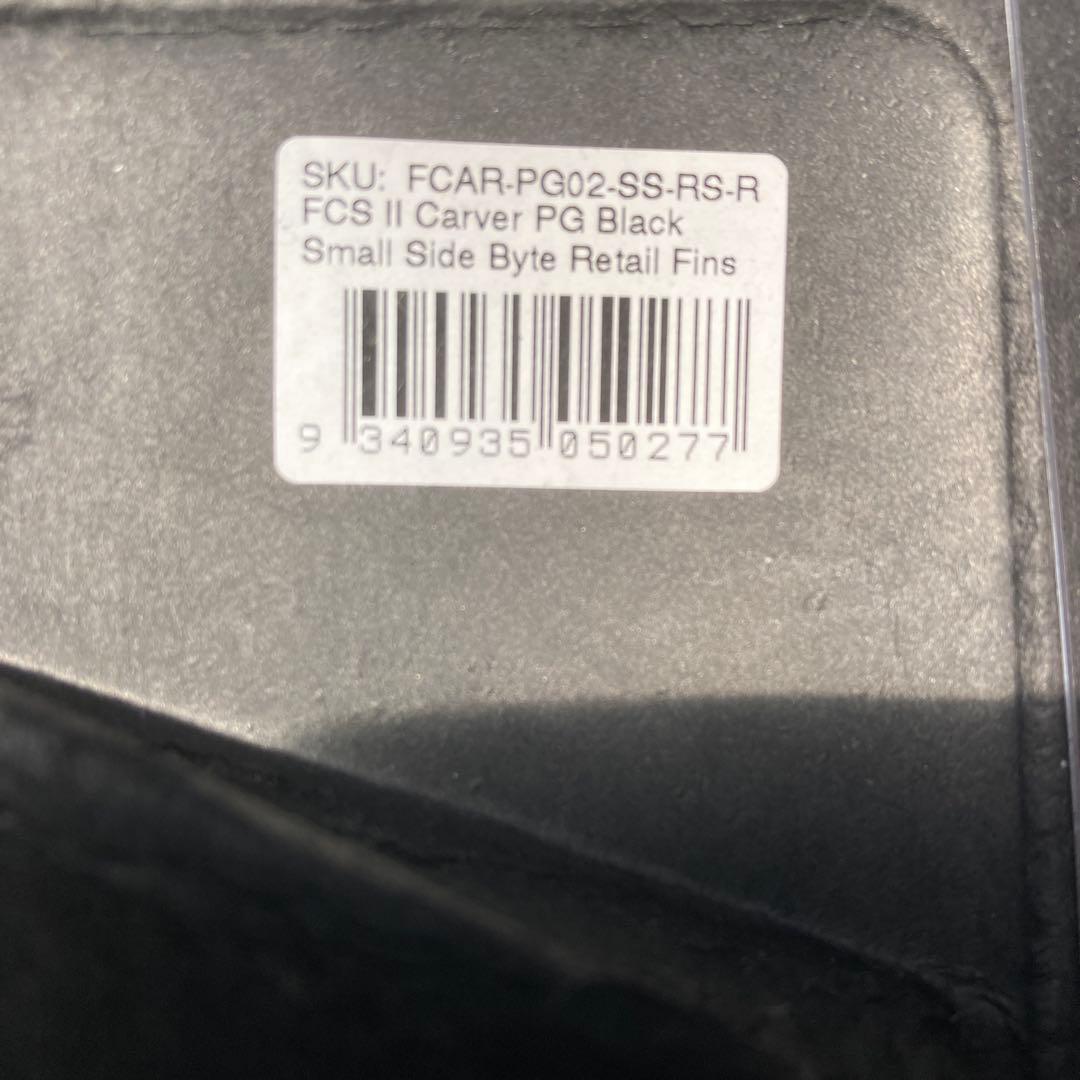 SKU: FCAR-PG02-SS-RS-R
FCS II Carver PG Black
Small Side Byte Retail Fins
9 340935 050277